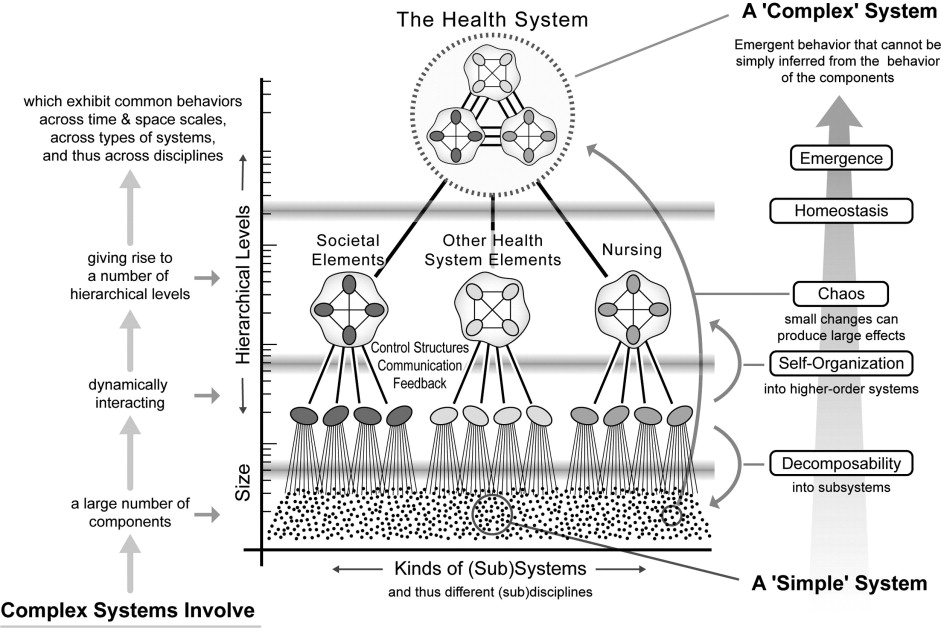 The Health System
A 'Complex' System
Emergent behavior that cannot be
simply inferred from the behavior
of the components
which exhibit common behaviors
across time & space scales,
across types of systems,
and thus across disciplines
giving rise to
a number of
hierarchical levels
dynamically
interacting
a large number of
components
Complex Systems Involve
Hierarchical Levels
Size
Societal
Elements
Other Health
System Elements
Nursing
Control Structures
Communication
Feedback
Emergence
Homeostasis
Chaos
small changes can
produce large effects
Self-Organization
into higher-order systems
Decomposability
into subsystems
A 'Simple' System
Kinds of (Sub)Systems
and thus different (sub)disciplines